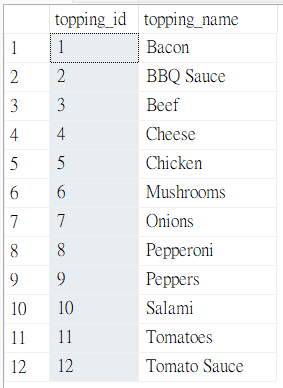 topping_id topping_name
1 1 Bacon
2 2 BBQ Sauce
3 3 Beef
4 4 Cheese
5 5 Chicken
6 6 Mushrooms
7 7 Onions
8 8 Pepperoni
9 9 Peppers
10 10 Salami
11 11 Tomatoes
12 12 Tomato Sauce